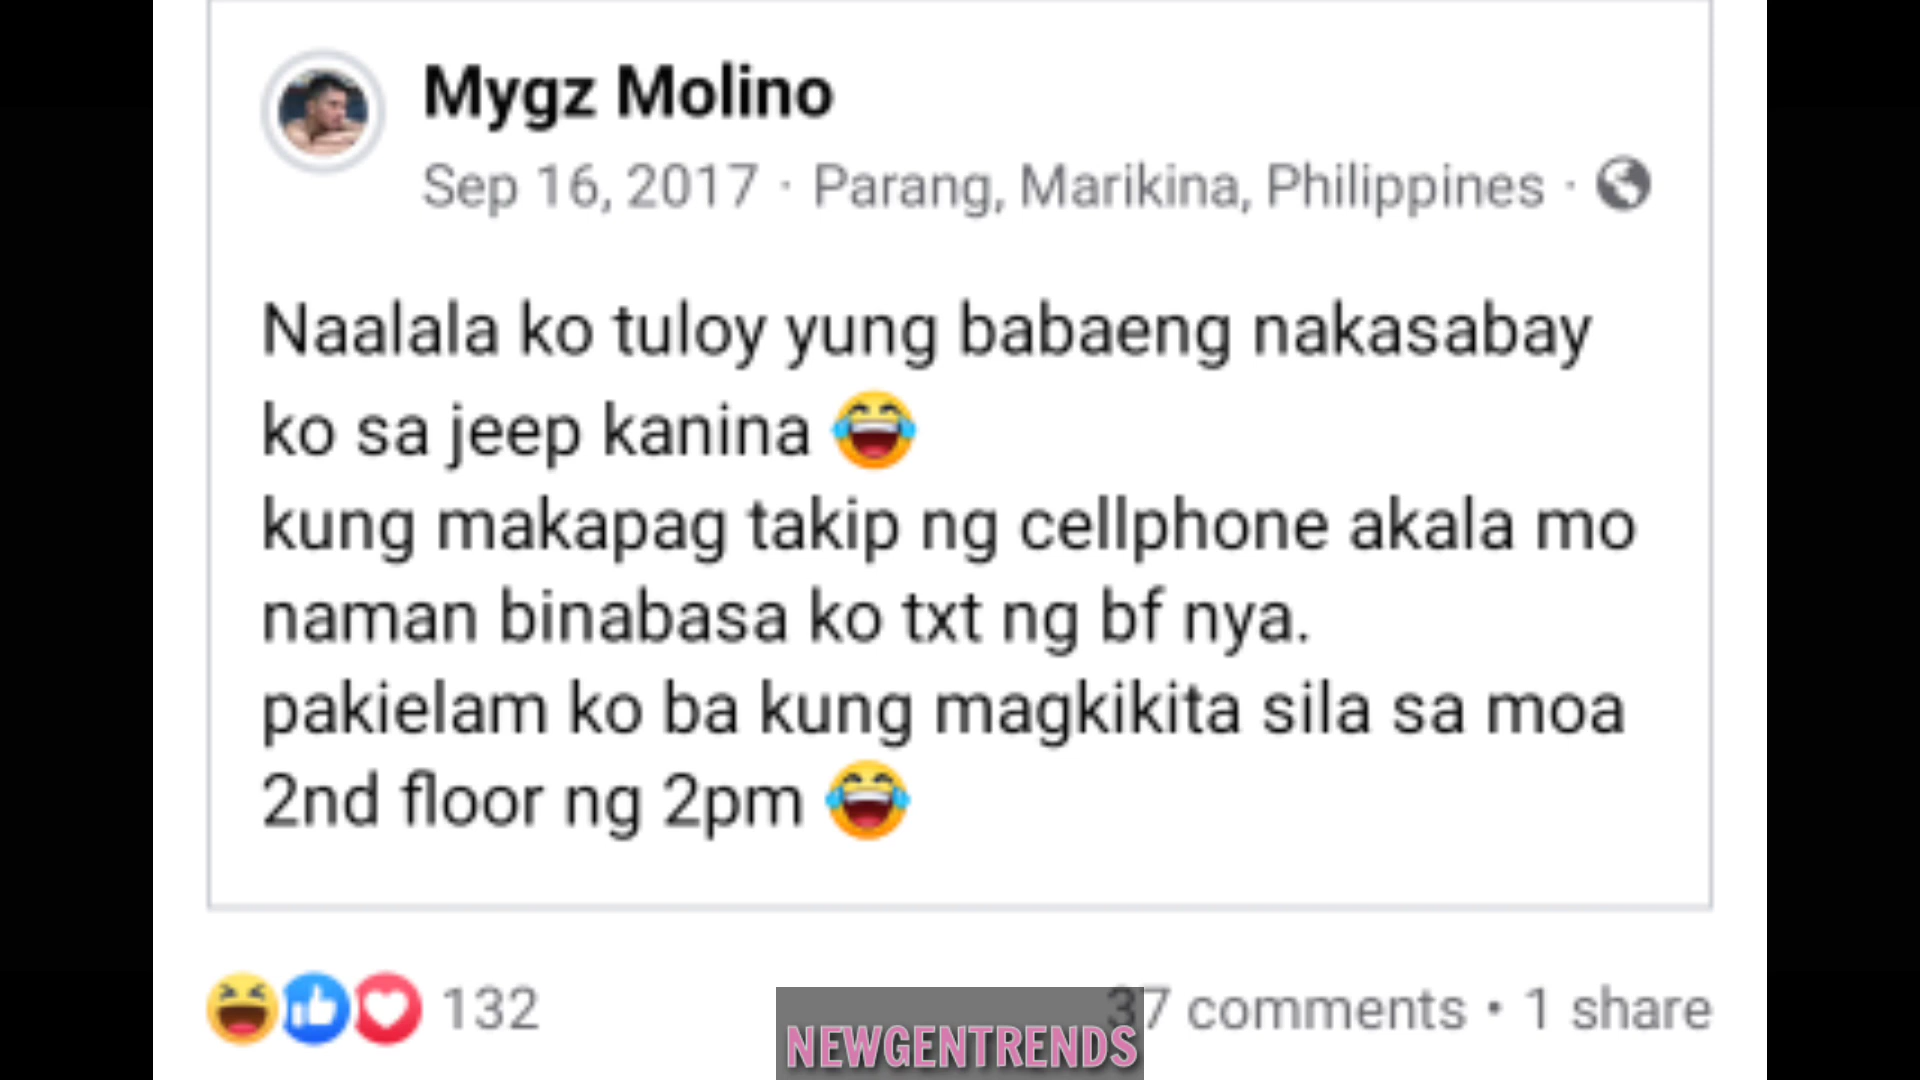 Mygz Molino
Sep 16, 2017 · Parang, Marikina, Philippines ·
Naalala ko tuloy yung babaeng nakasabay
ko sa jeep kanina 😂
kung makapag takip ng cellphone akala mo
naman binabasa ko txt ng bf nya.
pakielam ko ba kung magkikita sila sa moa
2nd floor ng 2pm 😂
132
37 comments • 1 share
NEWGENTRENDS